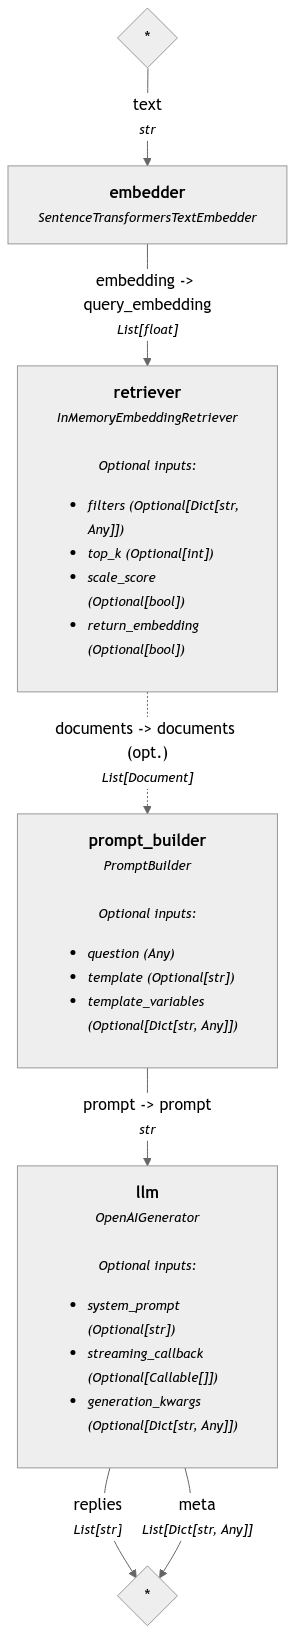 *
text
str
embedder
SentenceTransformersTextEmbedder
embedding ->
query_embedding
List[float]
retriever
InMemoryEmbeddingRetriever
Optional inputs:
• filters (Optional[Dict[str,
Any]])
• top_k (Optional[int])
• scale_score
(Optional[bool])
• return_embedding
(Optional[bool])
documents -> documents
(opt.)
List[Document]
prompt_builder
PromptBuilder
Optional inputs:
• question (Any)
• template (Optional[str])
• template_variables
(Optional[Dict[str, Any]])
prompt -> prompt
str
llm
OpenAIGenerator
Optional inputs:
• system_prompt
(Optional[str])
• streaming_callback
(Optional[Callable[]])
• generation_kwargs
(Optional[Dict[str, Any]])
replies
List[str]
meta
List[Dict[str, Any]]
*